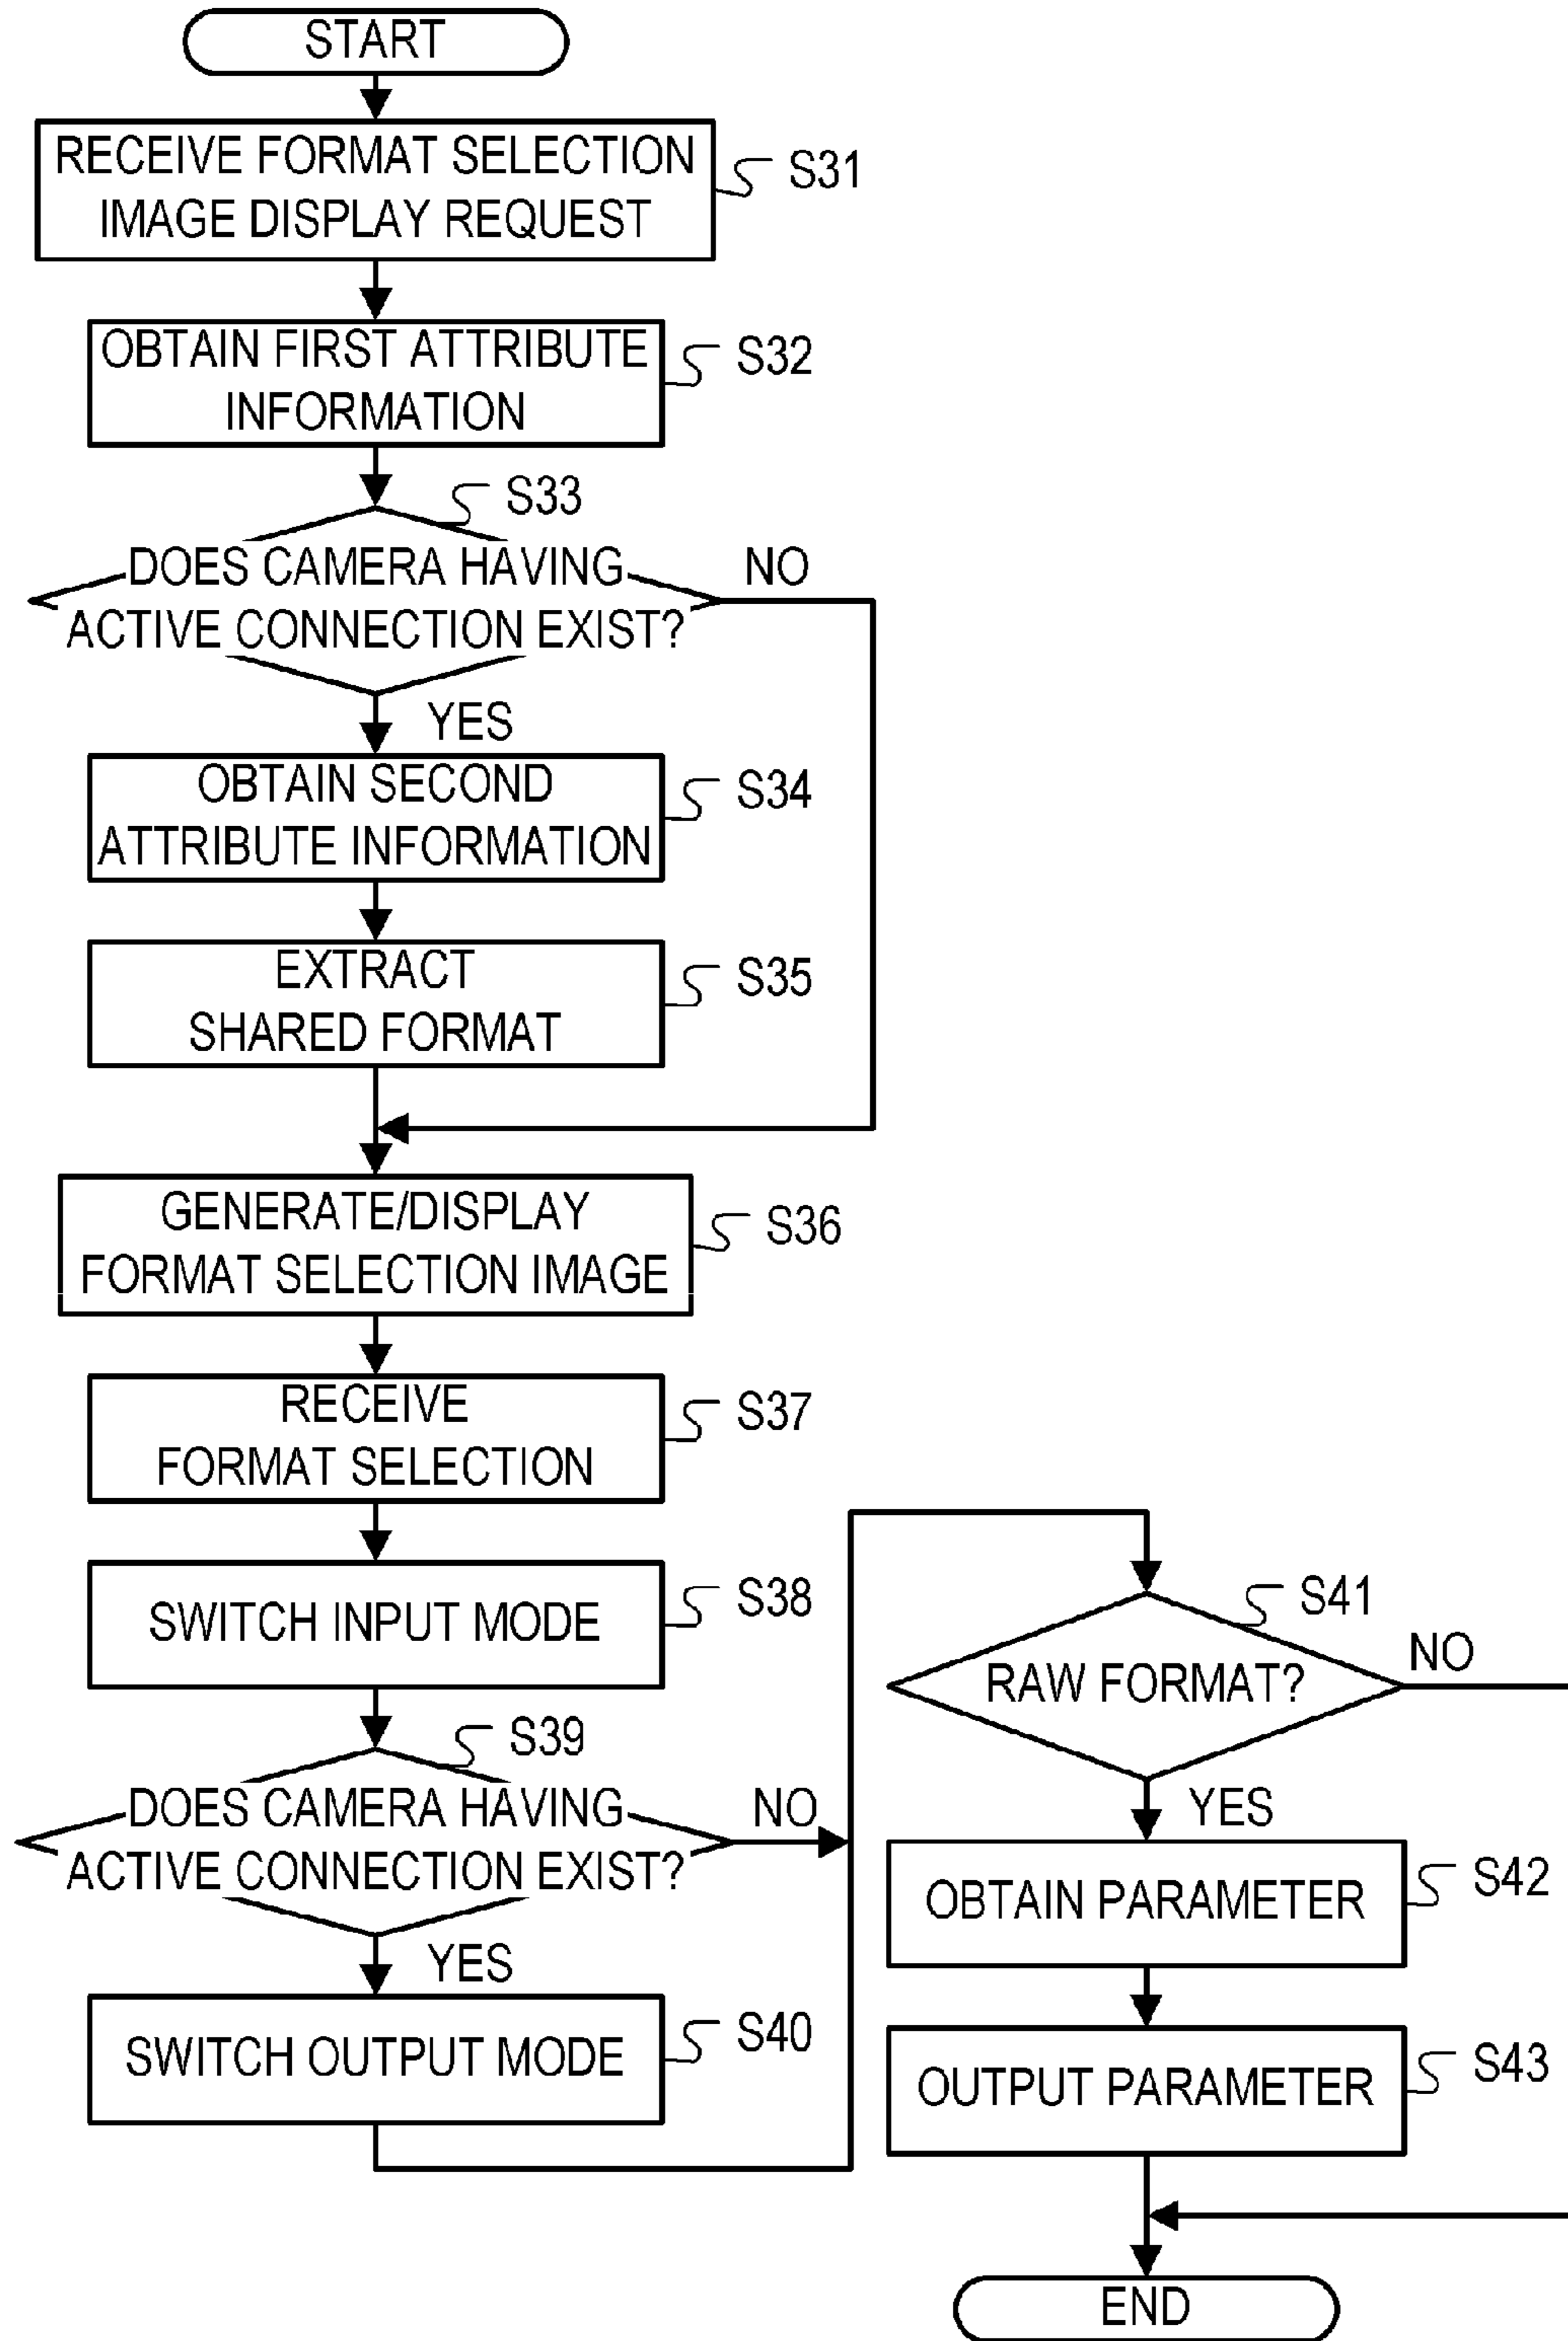 START
RECEIVE FORMAT SELECTION
IMAGE DISPLAY REQUEST
S31
OBTAIN FIRST ATTRIBUTE
INFORMATION
S32
S33
DOES CAMERA HAVING
ACTIVE CONNECTION EXIST?
NO
YES
OBTAIN SECOND
ATTRIBUTE INFORMATION
S34
EXTRACT
SHARED FORMAT
S35
GENERATE/DISPLAY
FORMAT SELECTION IMAGE
S36
RECEIVE
FORMAT SELECTION
S37
SWITCH INPUT MODE
S38
S39
DOES CAMERA HAVING
ACTIVE CONNECTION EXIST?
NO
YES
SWITCH OUTPUT MODE
S40
S41
RAW FORMAT?
NO
YES
OBTAIN PARAMETER
S42
OUTPUT PARAMETER
S43
END